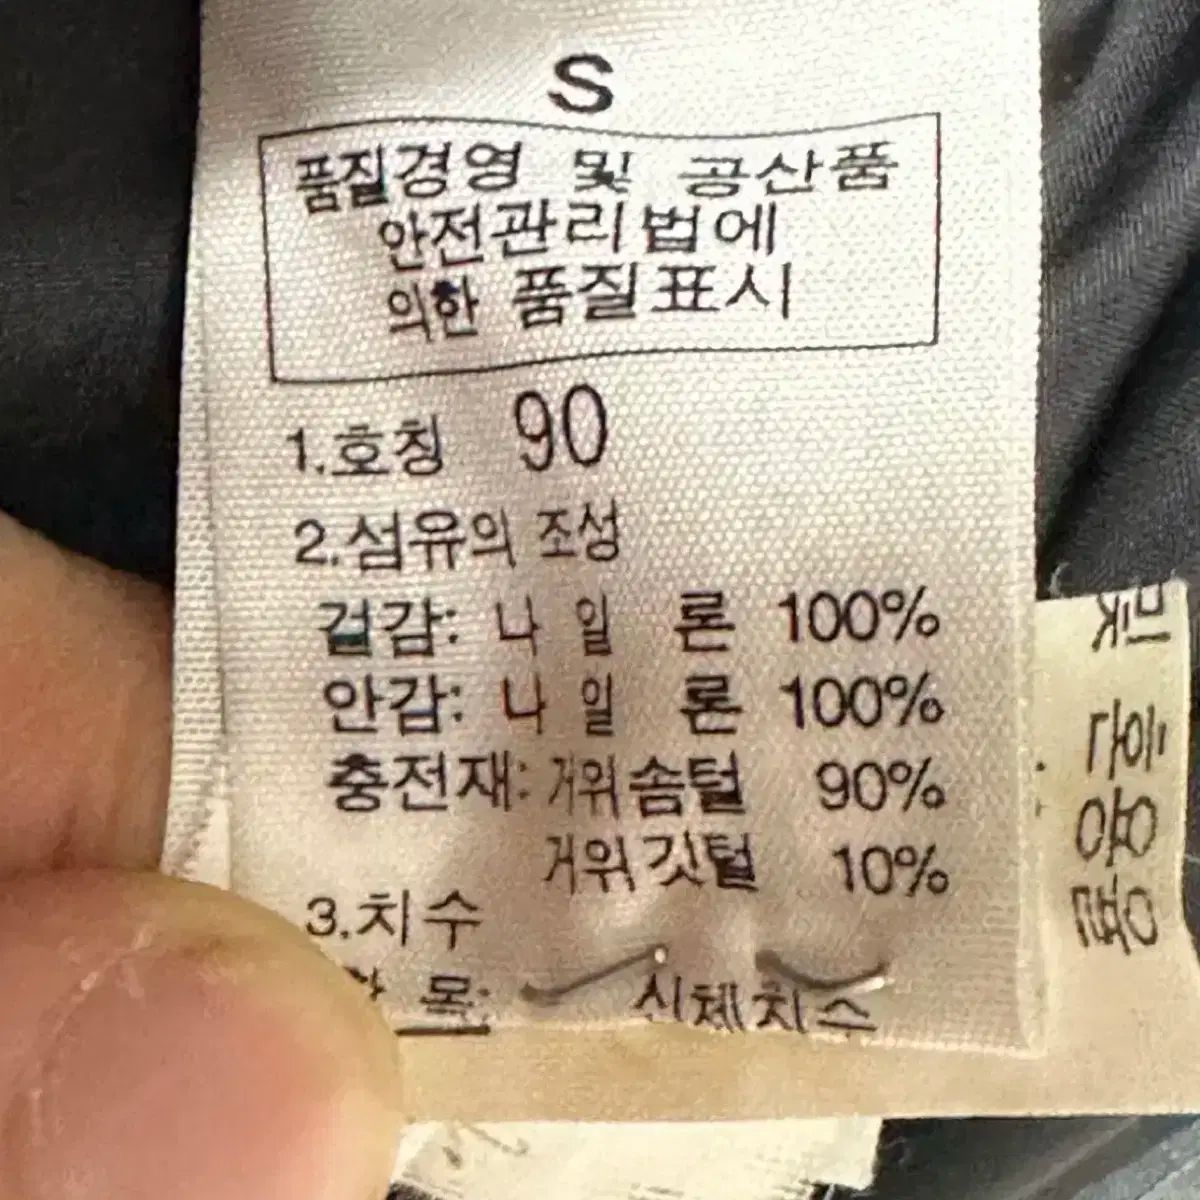 S
품질경영 및 공산품
안전관리법에
의한 품질표시
1.호칭 90
2.섬유의 조성
겉감: 나 일 론 100%
안감: 나 일 론 100%
충전재: 거위솜털 90%
거위깃털 10%
3.치수
항 목: 신체치수